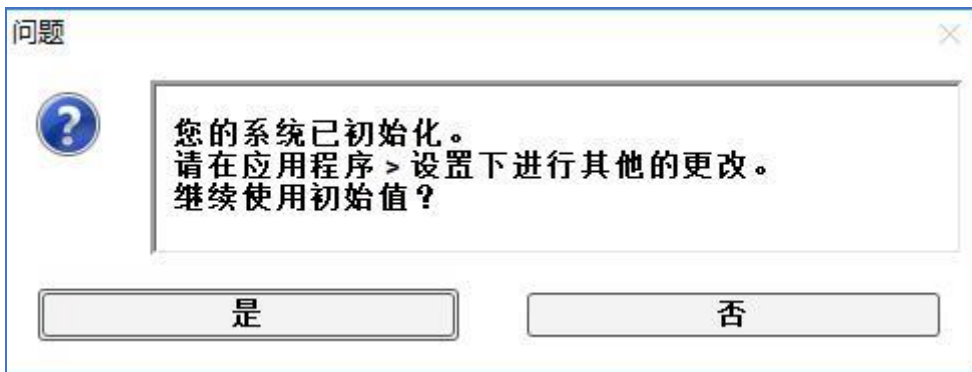 问题
您的系统已初始化。
请在应用程序 > 设置下进行其他的更改。
继续使用初始值？
是
否